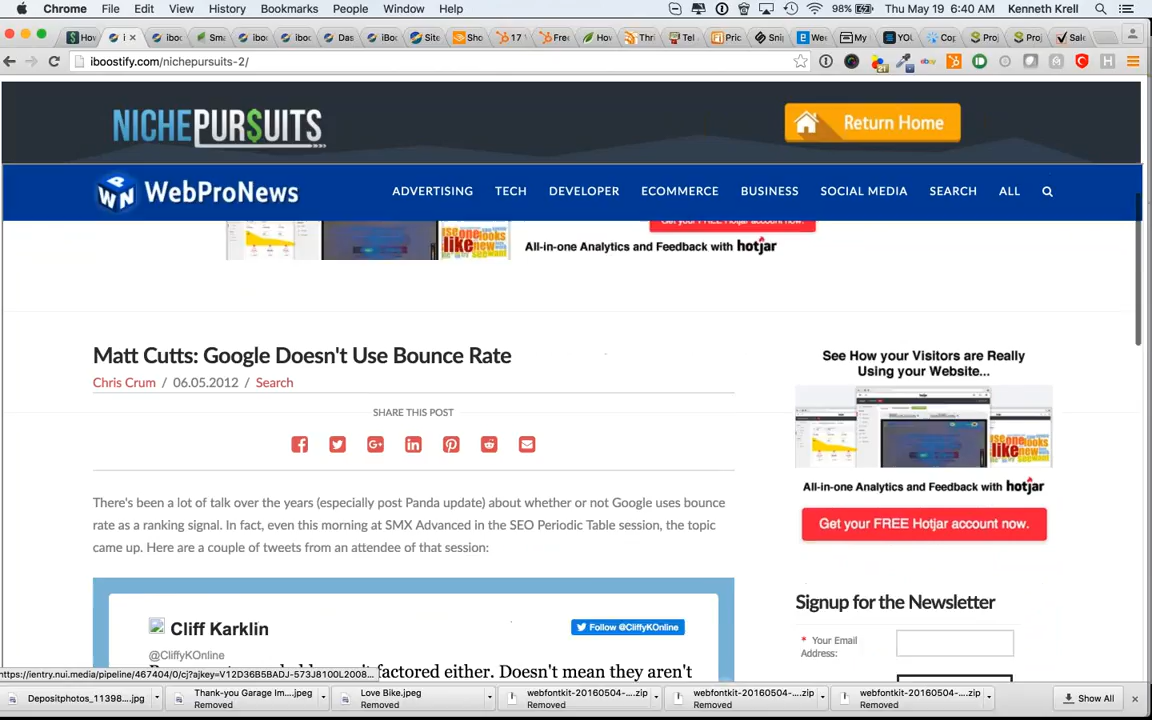 Chrome File Edit View History Bookmarks People Window Help 98% Thu May 19 6:40 AM Kenneth Krell
iboostify.com/nichepursuits-2/
NICHEPUR$UITS
Return Home
WebProNews
ADVERTISING TECH DEVELOPER ECOMMERCE BUSINESS SOCIAL MEDIA SEARCH ALL
All-in-one Analytics and Feedback with hotjar
Matt Cutts: Google Doesn't Use Bounce Rate
Chris Crum / 06.05.2012 / Search
SHARE THIS POST
There's been a lot of talk over the years (especially post Panda update) about whether or not Google uses bounce
rate as a ranking signal. In fact, even this morning at SMX Advanced in the SEO Periodic Table session, the topic
came up. Here are a couple of tweets from an attendee of that session:
Cliff Karklin
Follow @CliffyKOnline
@CliffyKOnline
factored either. Doesn't mean they aren't
See How your Visitors are Really
Using your Website...
All-in-one Analytics and Feedback with hotjar
Get your FREE Hotjar account now.
Signup for the Newsletter
* Your Email
Address:
https://ientry.nui.media/pipeline/467404/0/cj?ajkey=V12D36B5BADJ-573J8100L2008...
Depositphotos_11398....jpg
Thank-you Garage Im....jpeg
Removed
Love Bike.jpeg
Removed
webfontkit-20160504-....zip
Removed
webfontkit-20160504-....zip
Removed
webfontkit-20160504-....zip
Removed
Show All